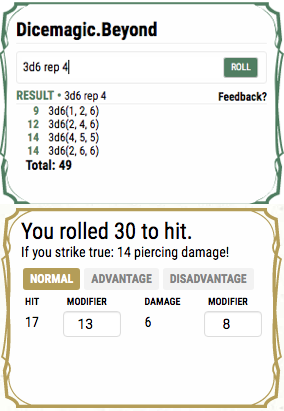 Dicemagic.Beyond
3d6 rep 4
ROLL
RESULT • 3d6 rep 4 Feedback?
9 3d6(1, 2, 6)
12 3d6(2, 4, 6)
14 3d6(4, 5, 5)
14 3d6(2, 6, 6)
Total: 49
You rolled 30 to hit.
If you strike true: 14 piercing damage!
NORMAL ADVANTAGE DISADVANTAGE
HIT MODIFIER DAMAGE MODIFIER
17 13 6 8